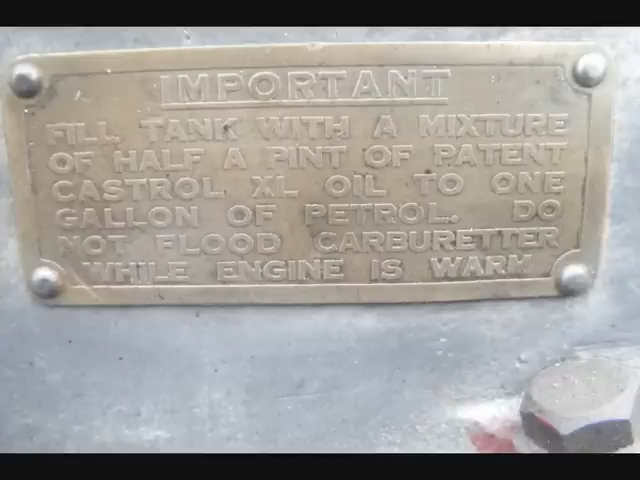 IMPORTANT
FILL TANK WITH A MIXTURE
OF HALF A PINT OF PATENT
CASTROL XL OIL TO ONE
GALLON OF PETROL. DO
NOT FLOOD CARBURETTER
WHILE ENGINE IS WARM